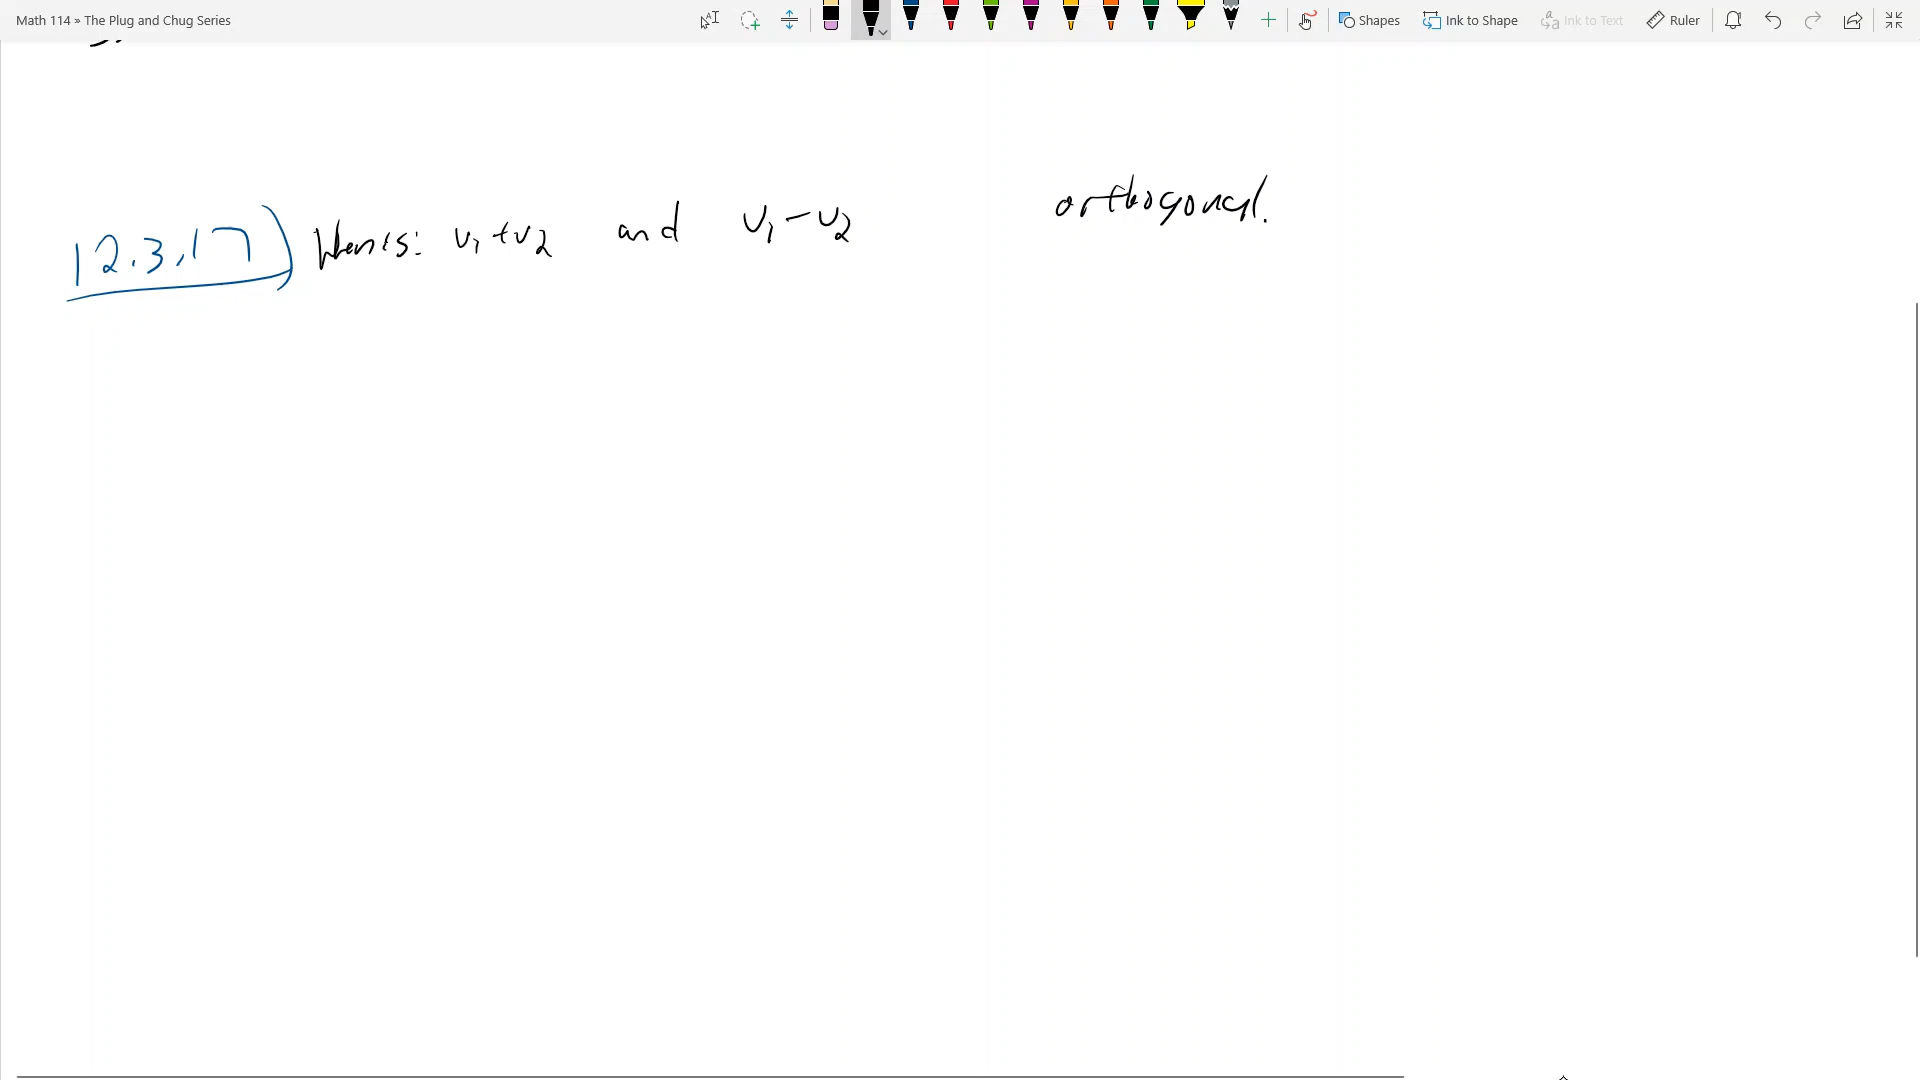 Math 114 » The Plug and Chug Series
Shapes
Ink to Shape
Ink to Text
Ruler
12.3.17) When is: v₁+v₂ and v₁-v₂ orthogonal.